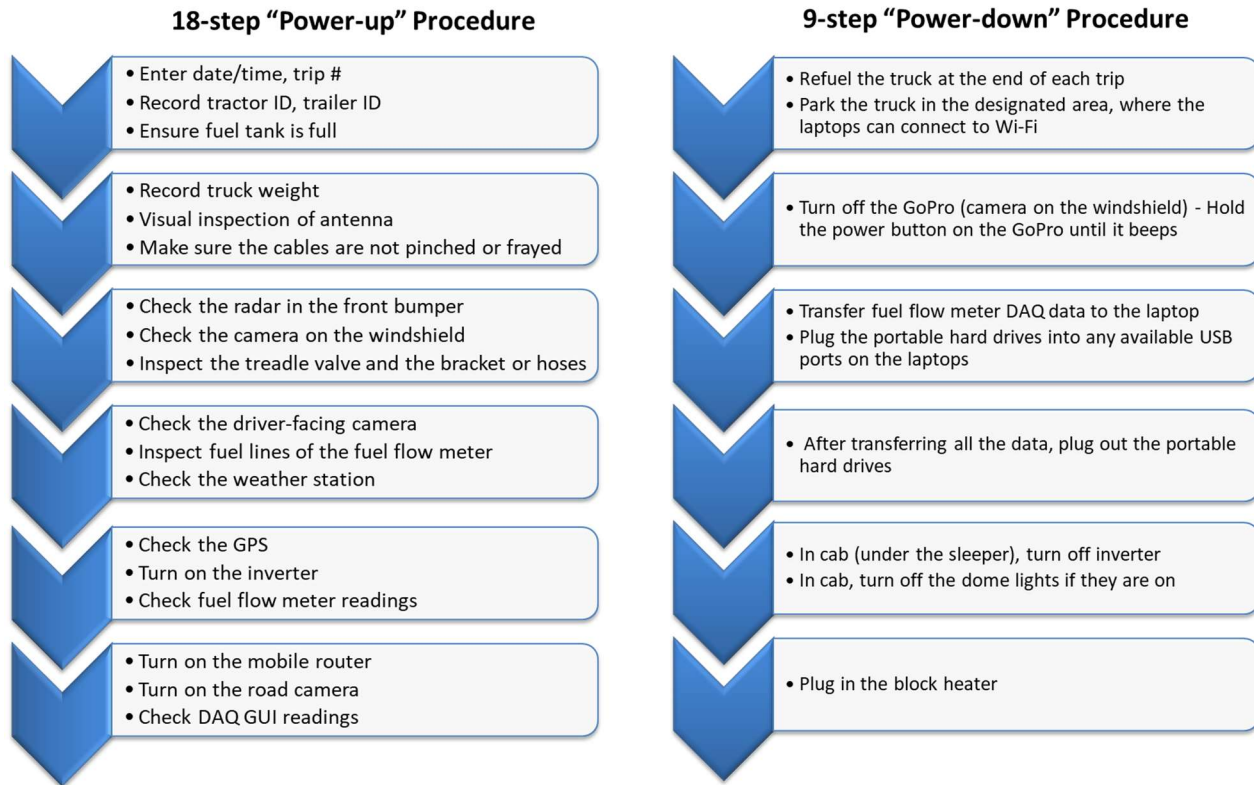 18-step “Power-up” Procedure
• Enter date/time, trip #
• Record tractor ID, trailer ID
• Ensure fuel tank is full
• Record truck weight
• Visual inspection of antenna
• Make sure the cables are not pinched or frayed
• Check the radar in the front bumper
• Check the camera on the windshield
• Inspect the treadle valve and the bracket or hoses
• Check the driver-facing camera
• Inspect fuel lines of the fuel flow meter
• Check the weather station
• Check the GPS
• Turn on the inverter
• Check fuel flow meter readings
• Turn on the mobile router
• Turn on the road camera
• Check DAQ GUI readings
9-step “Power-down” Procedure
• Refuel the truck at the end of each trip
• Park the truck in the designated area, where the
laptops can connect to Wi-Fi
• Turn off the GoPro (camera on the windshield) - Hold
the power button on the GoPro until it beeps
• Transfer fuel flow meter DAQ data to the laptop
• Plug the portable hard drives into any available USB
ports on the laptops
• After transferring all the data, plug out the portable
hard drives
• In cab (under the sleeper), turn off inverter
• In cab, turn off the dome lights if they are on
• Plug in the block heater